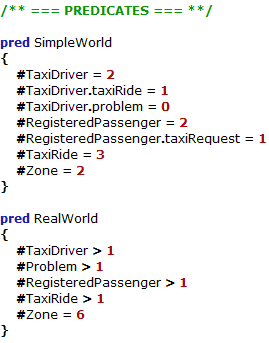 /** === PREDICATES === **/
pred SimpleWorld
{
#TaxiDriver = 2
#TaxiDriver.taxiRide = 1
#TaxiDriver.problem = 0
#RegisteredPassenger = 2
#RegisteredPassenger.taxiRequest = 1
#TaxiRide = 3
#Zone = 2
}
pred RealWorld
{
#TaxiDriver > 1
#Problem > 1
#RegisteredPassenger > 1
#TaxiRide > 1
#Zone = 6
}